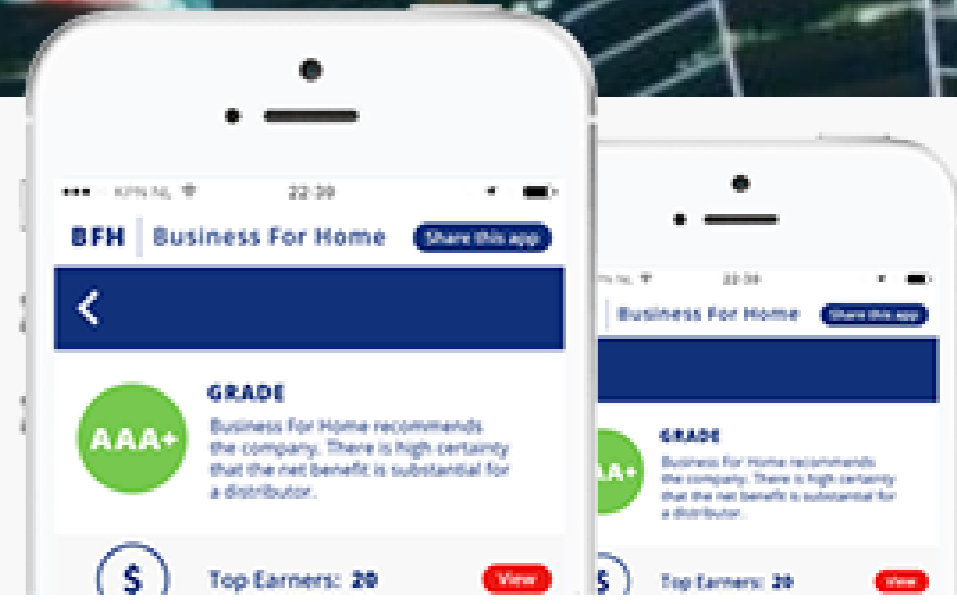 KPN NL 22:39
BFH Business For Home Share this app
AAA+
GRADE
Business For Home recommends
the company. There is high certainty
that the net benefit is substantial for
a distributor.
$ Top Earners: 20 View
22:39
Business For Home Share this app
GRADE
Business For Home recommends
the company. There is high certainty
that the net benefit is substantial for
a distributor.
$ Top Earners: 20 View